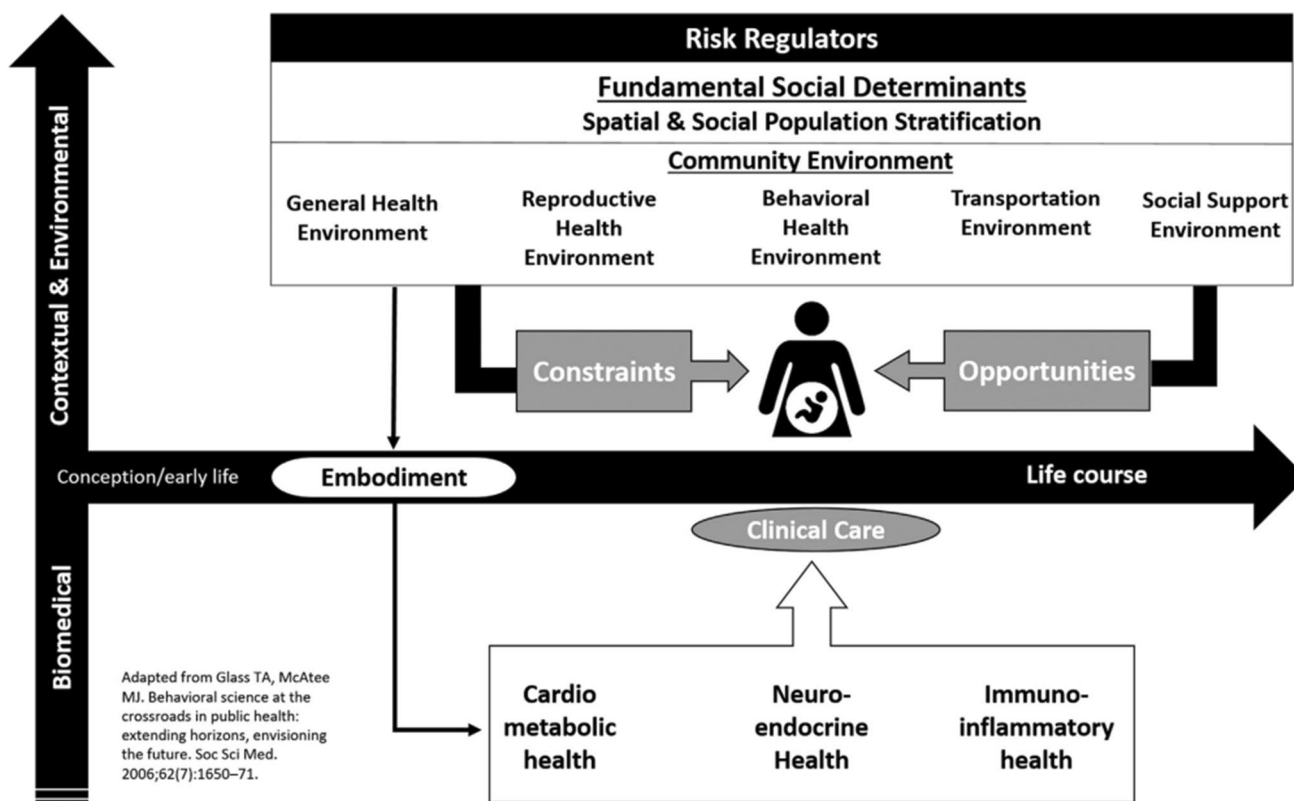 Risk Regulators
Fundamental Social Determinants
Spatial & Social Population Stratification
Community Environment
General Health
Environment
Reproductive
Health
Environment
Behavioral
Health
Environment
Transportation
Environment
Social Support
Environment
Contextual & Environmental
Constraints
Opportunities
Conception/early life
Embodiment
Life course
Clinical Care
Biomedical
Adapted from Glass TA, McAtee
MJ. Behavioral science at the
crossroads in public health:
extending horizons, envisioning
the future. Soc Sci Med.
2006;62(7):1650–71.
Cardio
metabolic
health
Neuro-
endocrine
Health
Immuno-
inflammatory
health